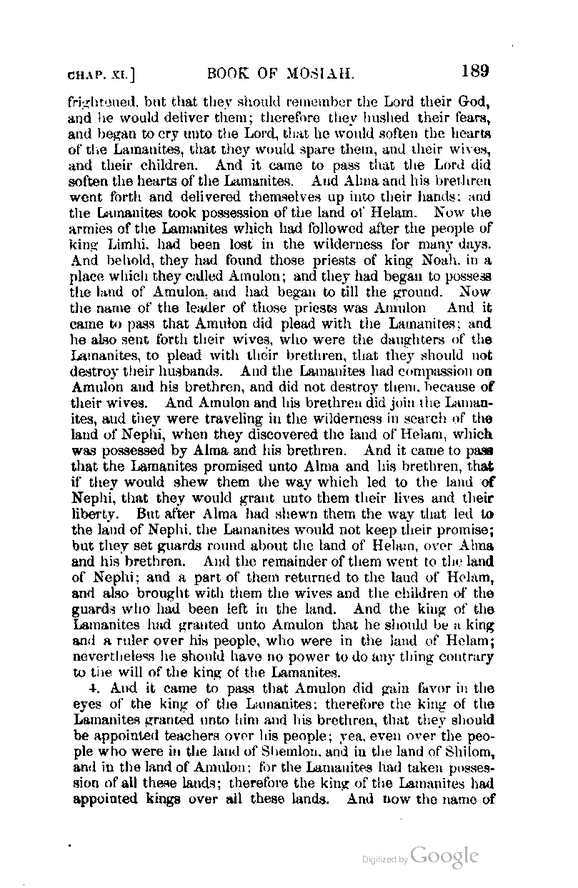 CHAP. XI.] BOOK OF MOSIAH. 189
frightened, but that they should remember the Lord their God,
and he would deliver them; therefore they hushed their fears,
and began to cry unto the Lord, that he would soften the hearts
of the Lamanites, that they would spare them, and their wives,
and their children. And it came to pass that the Lord did
soften the hearts of the Lamanites. And Alma and his brethren
went forth and delivered themselves up into their hands; and
the Lamanites took possession of the land of Helam. Now the
armies of the Lamanites which had followed after the people of
king Limhi, had been lost in the wilderness for many days.
And behold, they had found those priests of king Noah, in a
place which they called Amulon; and they had began to possess
the land of Amulon, and had began to till the ground. Now
the name of the leader of those priests was Amulon And it
came to pass that Amulon did plead with the Lamanites; and
he also sent forth their wives, who were the daughters of the
Lamanites, to plead with their brethren, that they should not
destroy their husbands. And the Lamanites had compassion on
Amulon and his brethren, and did not destroy them, because of
their wives. And Amulon and his brethren did join the Laman-
ites, and they were traveling in the wilderness in search of the
land of Nephi, when they discovered the land of Helam, which
was possessed by Alma and his brethren. And it came to pass
that the Lamanites promised unto Alma and his brethren, that
if they would shew them the way which led to the land of
Nephi, that they would grant unto them their lives and their
liberty. But after Alma had shewn them the way that led to
the land of Nephi, the Lamanites would not keep their promise;
but they set guards round about the land of Helam, over Alma
and his brethren. And the remainder of them went to the land
of Nephi; and a part of them returned to the land of Helam,
and also brought with them the wives and the children of the
guards who had been left in the land. And the king of the
Lamanites had granted unto Amulon that he should be a king
and a ruler over his people, who were in the land of Helam;
nevertheless he should have no power to do any thing contrary
to the will of the king of the Lamanites.
4. And it came to pass that Amulon did gain favor in the
eyes of the king of the Lamanites; therefore the king of the
Lamanites granted unto him and his brethren, that they should
be appointed teachers over his people; yea, even over the peo-
ple who were in the land of Shemlon, and in the land of Shilom,
and in the land of Amulon; for the Lamanites had taken posses-
sion of all these lands; therefore the king of the Lamanites had
appointed kings over all these lands. And now the name of
Digitized by Google